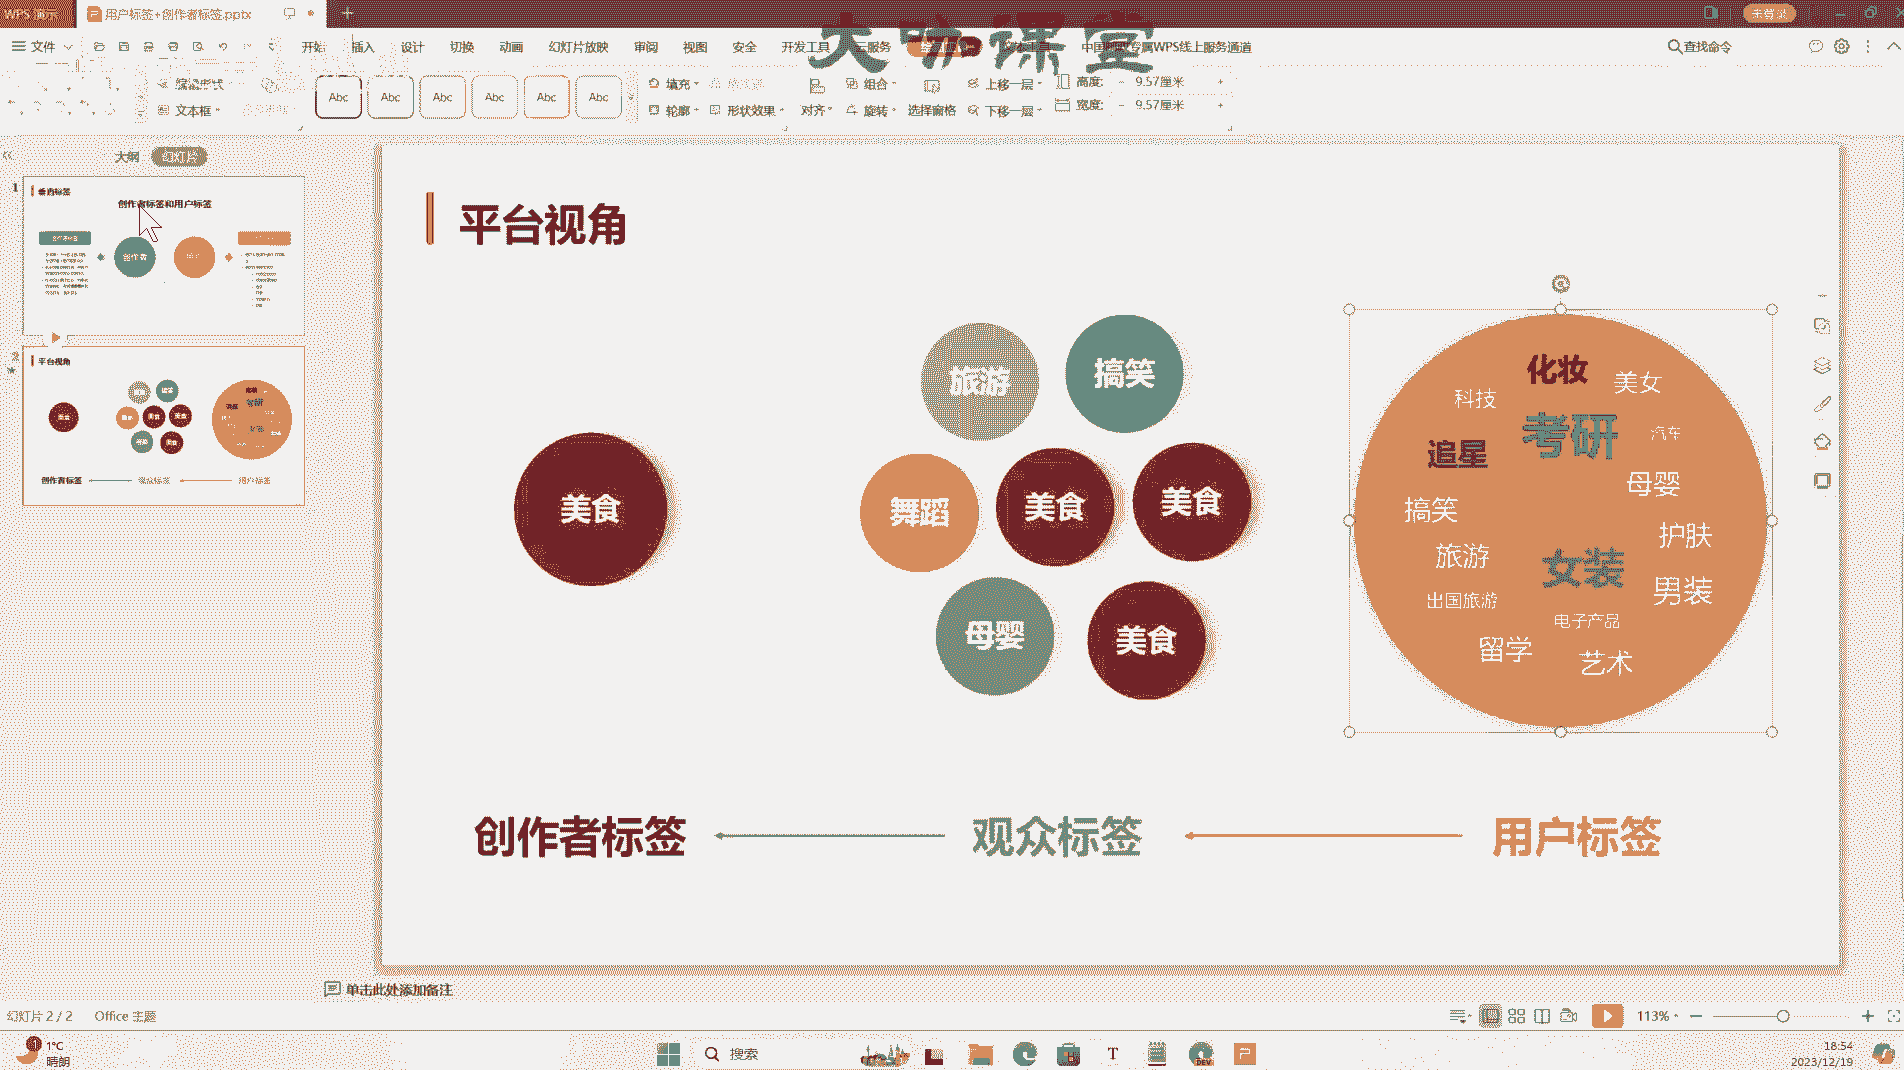 WPS 演示
用户标签+创作者标签.pptx
未登录
大咖课堂
文件
开始
插入
设计
切换
动画
幻灯片放映
审阅
视图
安全
开发工具
云服务
专属WPS线上服务通道
查找命令
编辑形状
文本框
Abc
Abc
Abc
Abc
Abc
Abc
填充
轮廓
形状效果
对齐
组合
旋转
选择窗格
上移一层
下移一层
高度:
9.57厘米
宽度:
9.57厘米
大纲
幻灯片
1
垂直标签
创作者标签和用户标签
创作者
2
平台视角
美食
创作者标签
观众标签
用户标签
平台视角
美食
旅游
搞笑
舞蹈
美食
美食
母婴
美食
化妆
美女
科技
考研
汽车
追星
母婴
搞笑
护肤
旅游
女装
男装
出国旅游
电子产品
留学
艺术
创作者标签
观众标签
用户标签
单击此处添加备注
幻灯片 2 / 2
Office 主题
113%
1°C
晴朗
搜索
DEV
18:54
2023/12/19